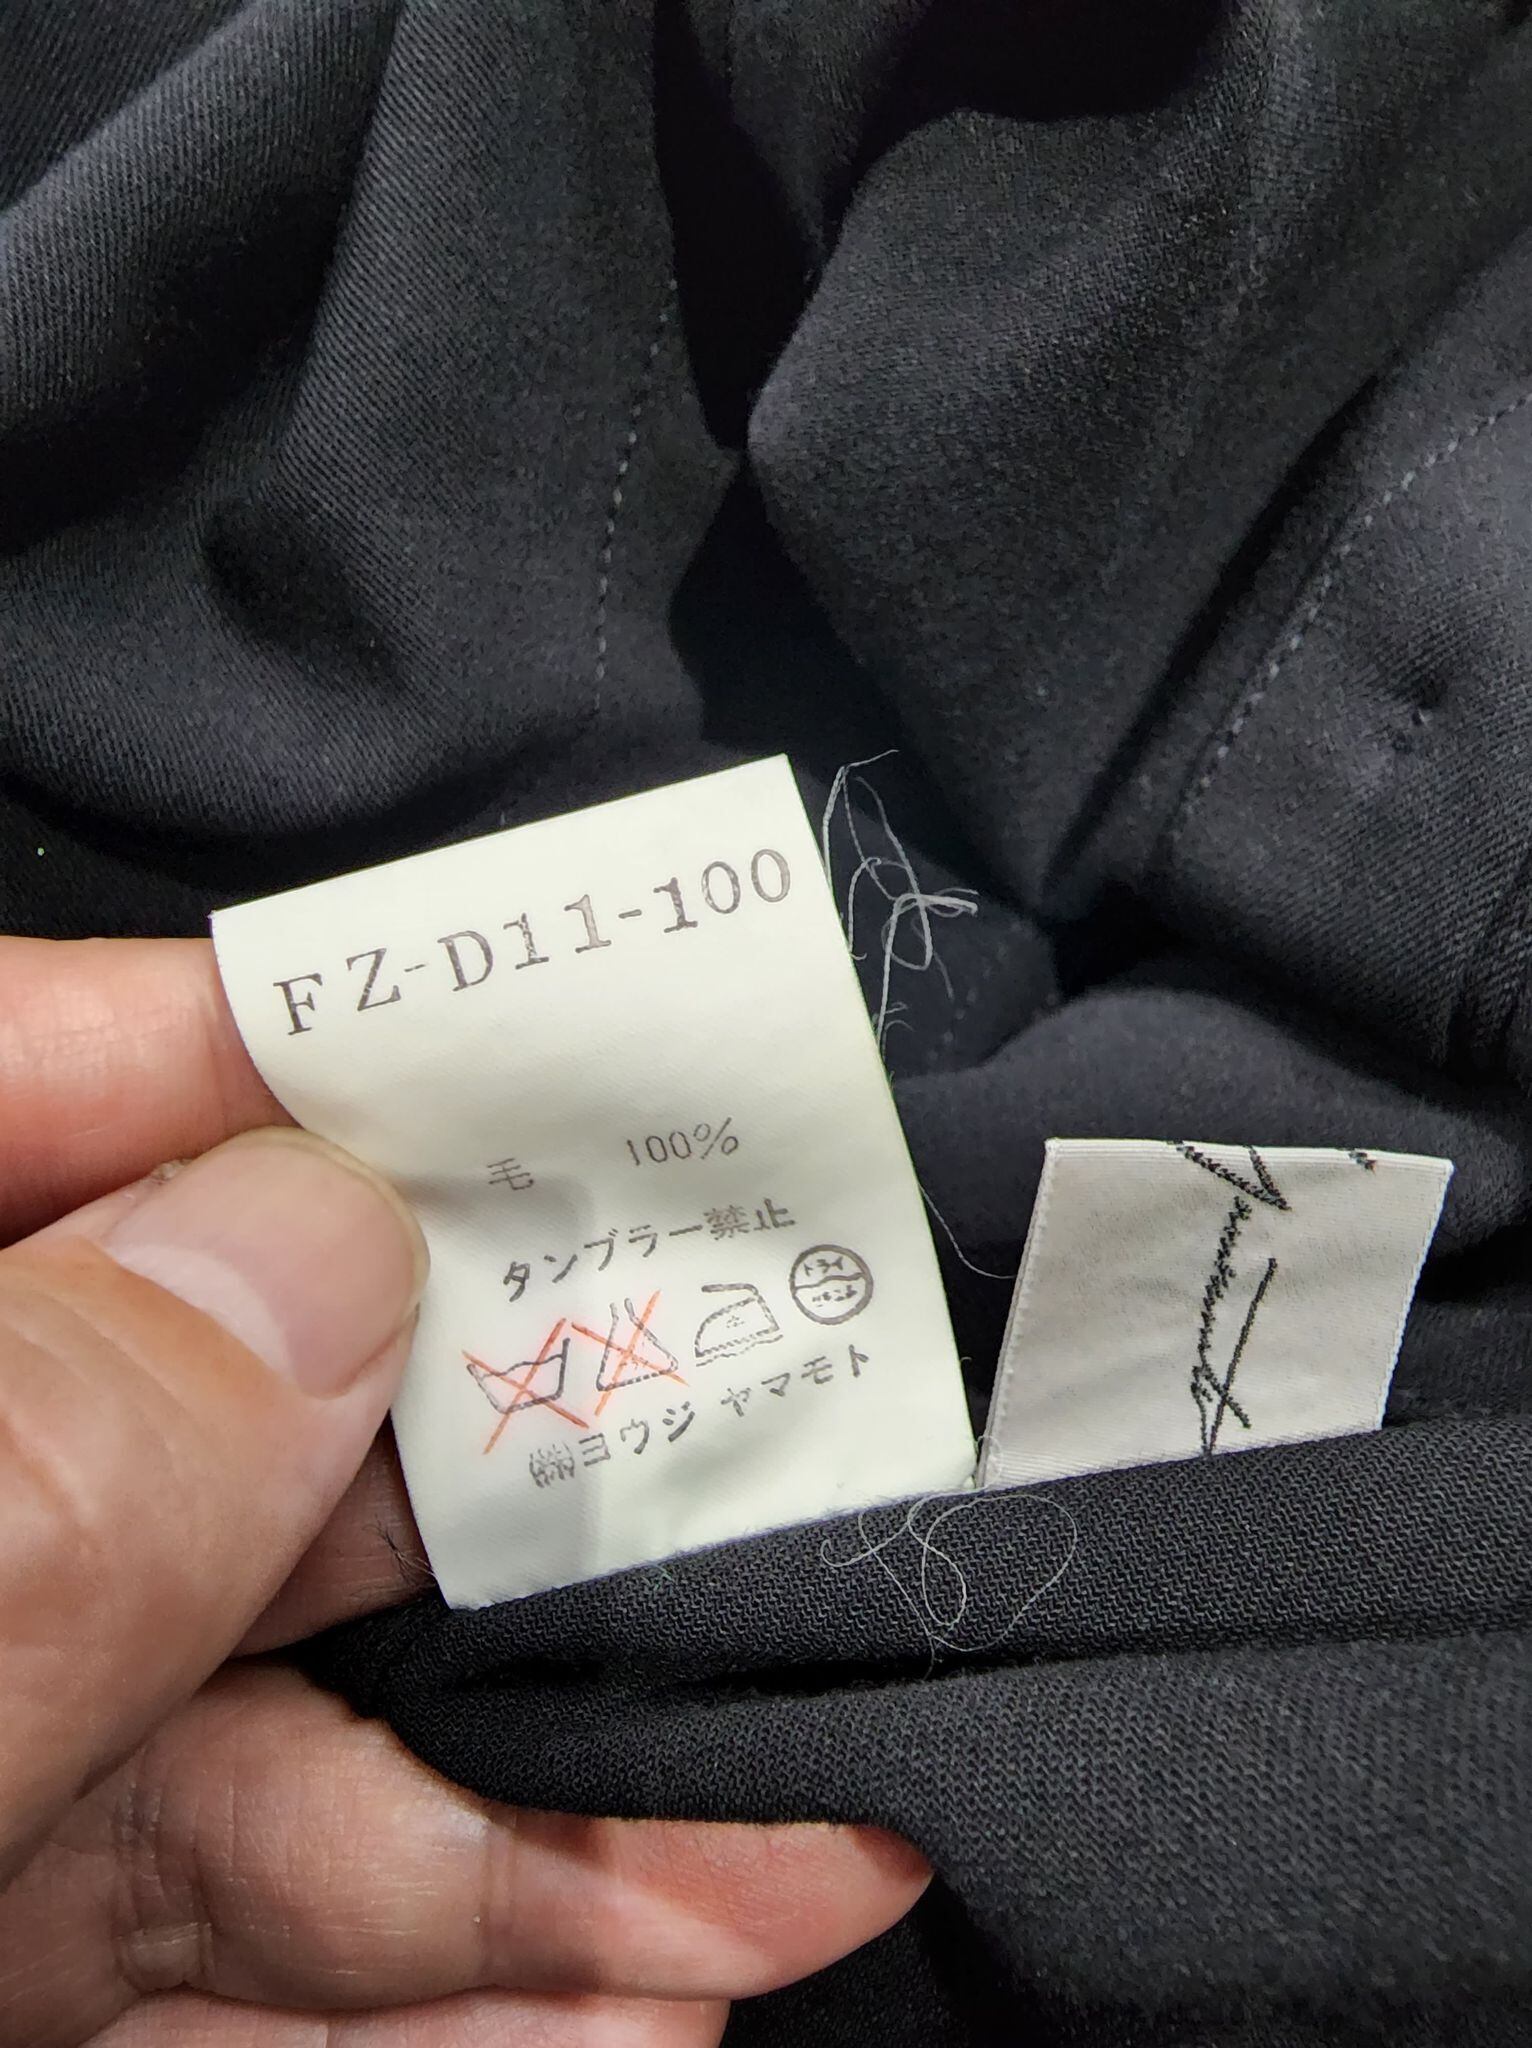 FZ-D11-100
毛 100%
タンブラー禁止
ドライ
㈱ヨウジ ヤマモト